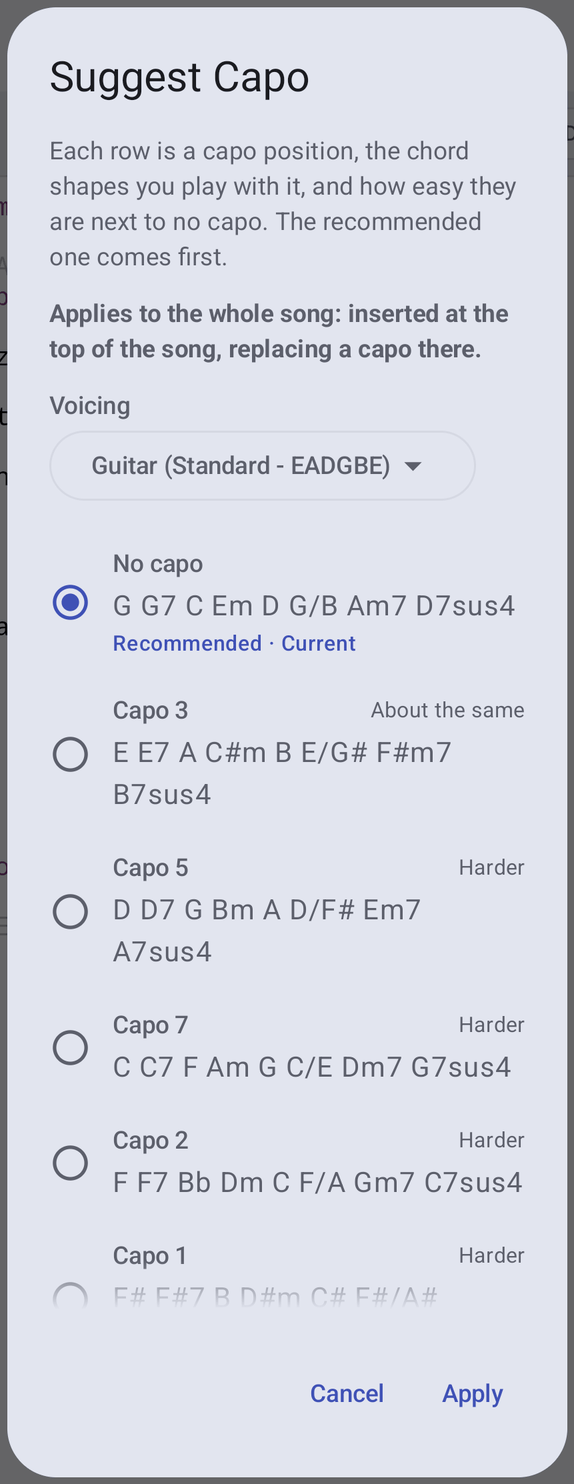 Suggest Capo
Each row is a capo position, the chord
shapes you play with it, and how easy they
are next to no capo. The recommended
one comes first.
Applies to the whole song: inserted at the
top of the song, replacing a capo there.
Voicing
Guitar (Standard - EADGBE)
No capo
G G7 C Em D G/B Am7 D7sus4
Recommended · Current
Capo 3 About the same
E E7 A C#m B E/G# F#m7
B7sus4
Capo 5 Harder
D D7 G Bm A D/F# Em7
A7sus4
Capo 7 Harder
C C7 F Am G C/E Dm7 G7sus4
Capo 2 Harder
F F7 Bb Dm C F/A Gm7 C7sus4
Capo 1 Harder
F# F#7 B D#m C# F#/A#
Cancel Apply